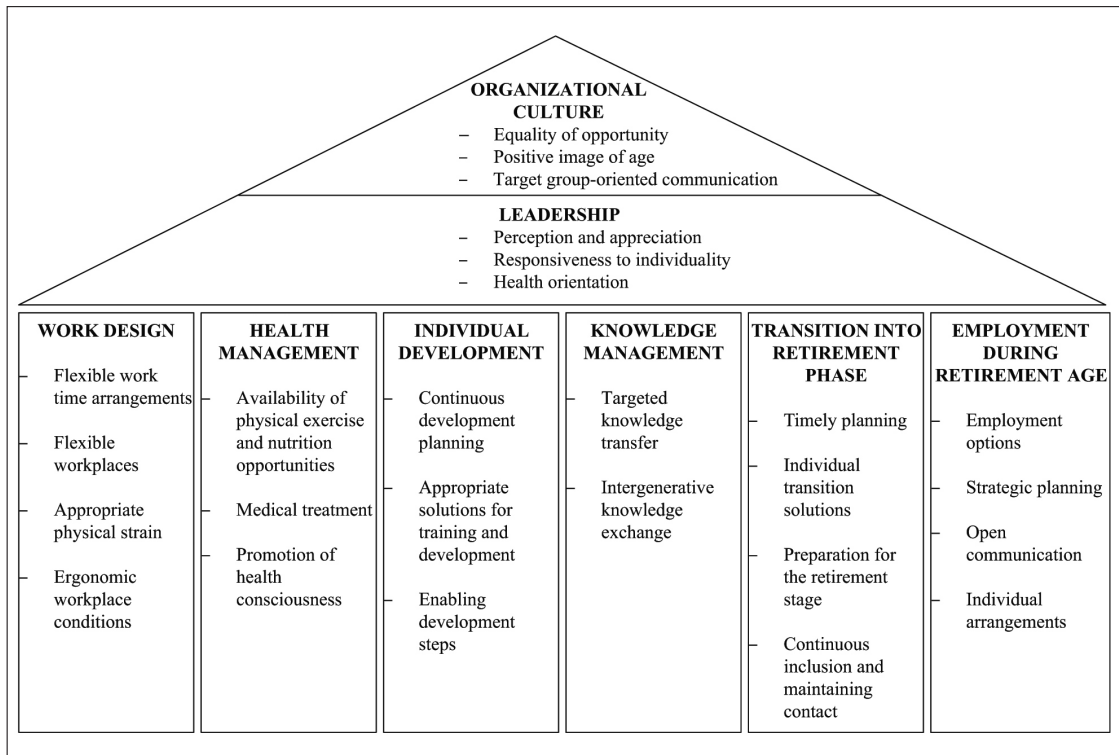 ORGANIZATIONAL
CULTURE
– Equality of opportunity
– Positive image of age
– Target group-oriented communication
LEADERSHIP
– Perception and appreciation
– Responsiveness to individuality
– Health orientation
WORK DESIGN
– Flexible work
time arrangements
– Flexible
workplaces
– Appropriate
physical strain
– Ergonomic
workplace
conditions
HEALTH
MANAGEMENT
– Availability of
physical exercise
and nutrition
opportunities
– Medical treatment
– Promotion of
health
consciousness
INDIVIDUAL
DEVELOPMENT
– Continuous
development
planning
– Appropriate
solutions for
training and
development
– Enabling
development
steps
KNOWLEDGE
MANAGEMENT
– Targeted
knowledge
transfer
– Intergenerative
knowledge
exchange
TRANSITION INTO
RETIREMENT
PHASE
– Timely planning
– Individual
transition
solutions
– Preparation for
the retirement
stage
– Continuous
inclusion and
maintaining
contact
EMPLOYMENT
DURING
RETIREMENT AGE
– Employment
options
– Strategic planning
– Open
communication
– Individual
arrangements